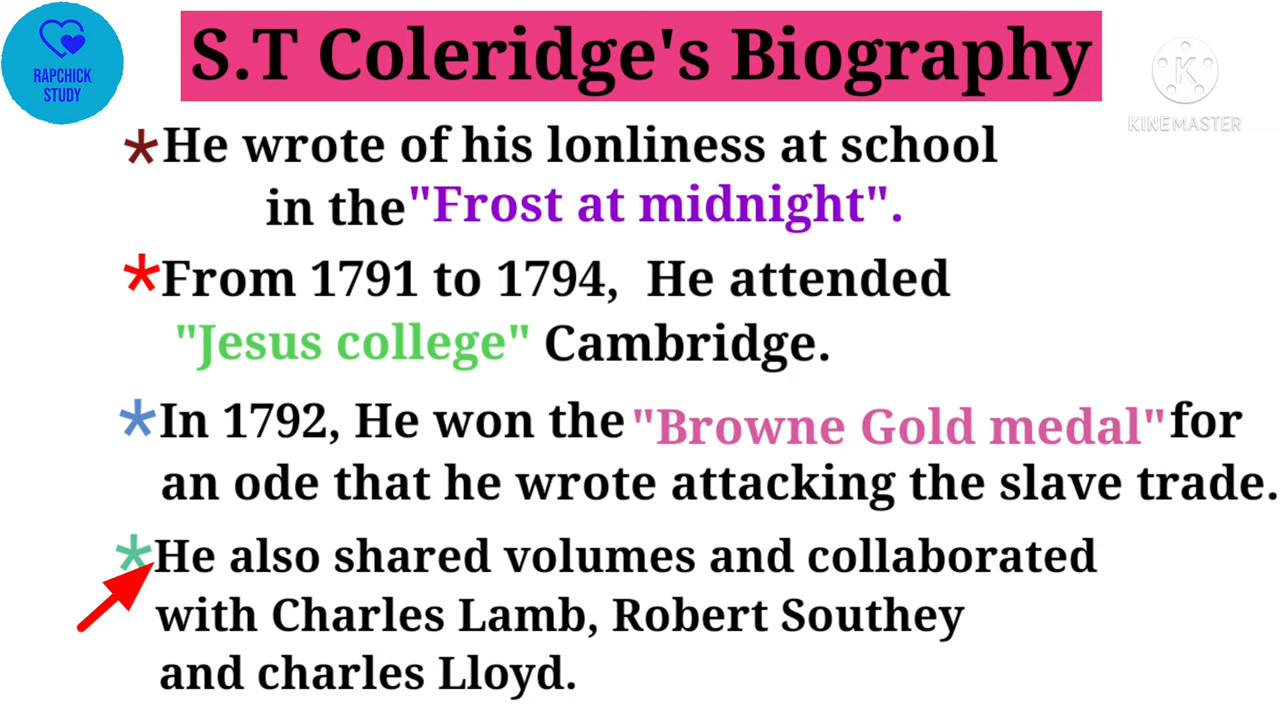 RAPCHICK
STUDY
S.T Coleridge's Biography
K
KINEMASTER
*He wrote of his lonliness at school
in the "Frost at midnight".
*From 1791 to 1794, He attended
"Jesus college" Cambridge.
*In 1792, He won the "Browne Gold medal" for
an ode that he wrote attacking the slave trade.
*He also shared volumes and collaborated
with Charles Lamb, Robert Southey
and charles Lloyd.